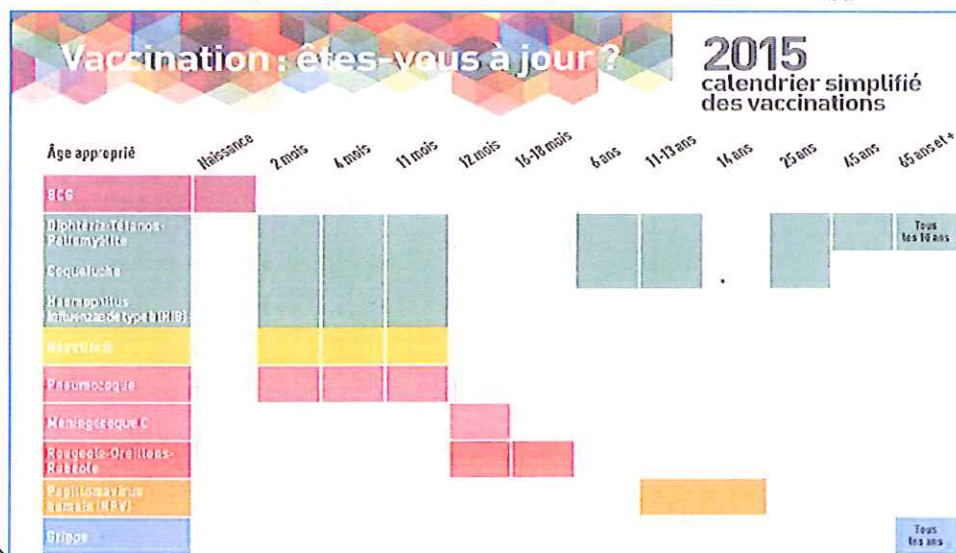 Vaccination : êtes-vous à jour ?
2015
calendrier simplifié
des vaccinations
Âge approprié
Naissance
2 mois
4 mois
11 mois
12 mois
16-18 mois
6 ans
11-13 ans
14 ans
25 ans
45 ans
65 ans et +
BCG
Diphtérie-Tétanos-
Poliomyélite
Tous
les 10 ans
Coqueluche
Haemophilus
Influenzae de type b (HIB)
Hépatite B
Pneumocoque
Méningocoque C
Rougeole-Oreillons-
Rubéole
Papillomavirus
humain (HPV)
Grippe
Tous
les ans